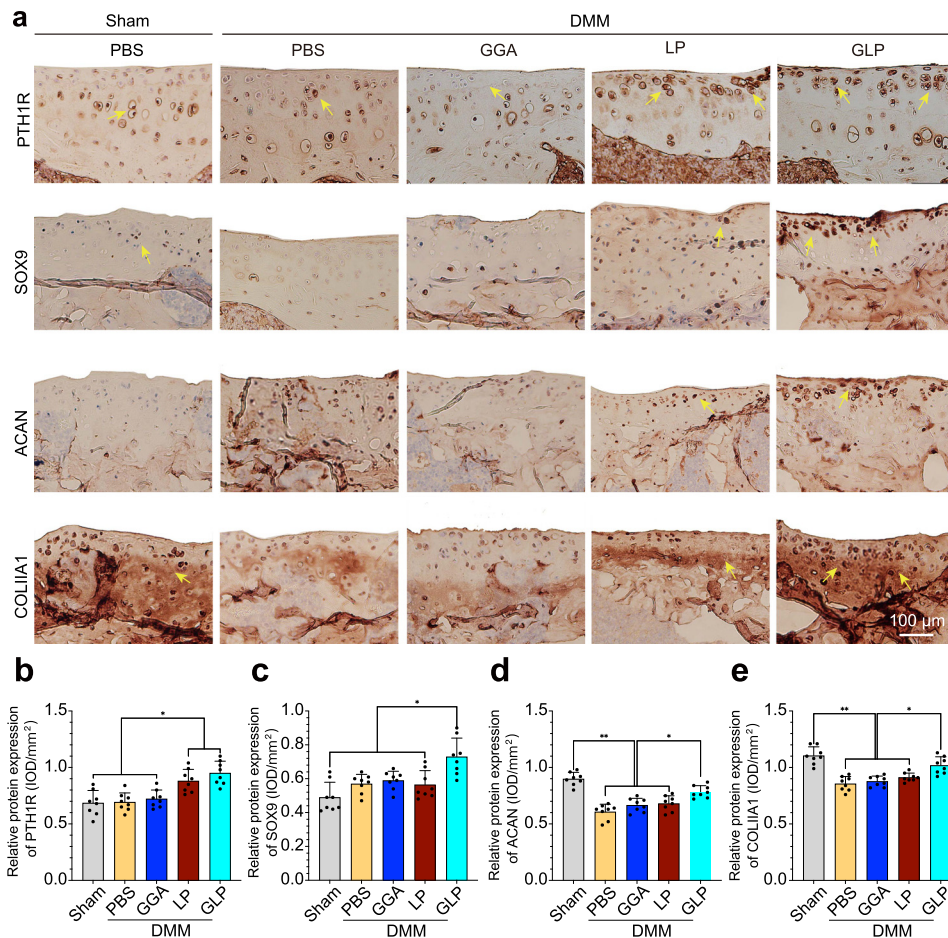 a
Sham
DMM
PBS
PBS
GGA
LP
GLP
PTH1R
SOX9
ACAN
COLIIA1
100 μm
b
Relative protein expression
of PTH1R (IOD/mm²)
1.5
1.0
0.5
0.0
*
Sham
PBS
GGA
LP
GLP
DMM
c
Relative protein expression
of SOX9 (IOD/mm²)
1.0
0.8
0.6
0.4
0.2
0.0
*
Sham
PBS
GGA
LP
GLP
DMM
d
Relative protein expression
of ACAN (IOD/mm²)
1.5
1.0
0.5
0.0
**
*
Sham
PBS
GGA
LP
GLP
DMM
e
Relative protein expression
of COLIIA1 (IOD/mm²)
1.5
1.0
0.5
0.0
**
*
Sham
PBS
GGA
LP
GLP
DMM